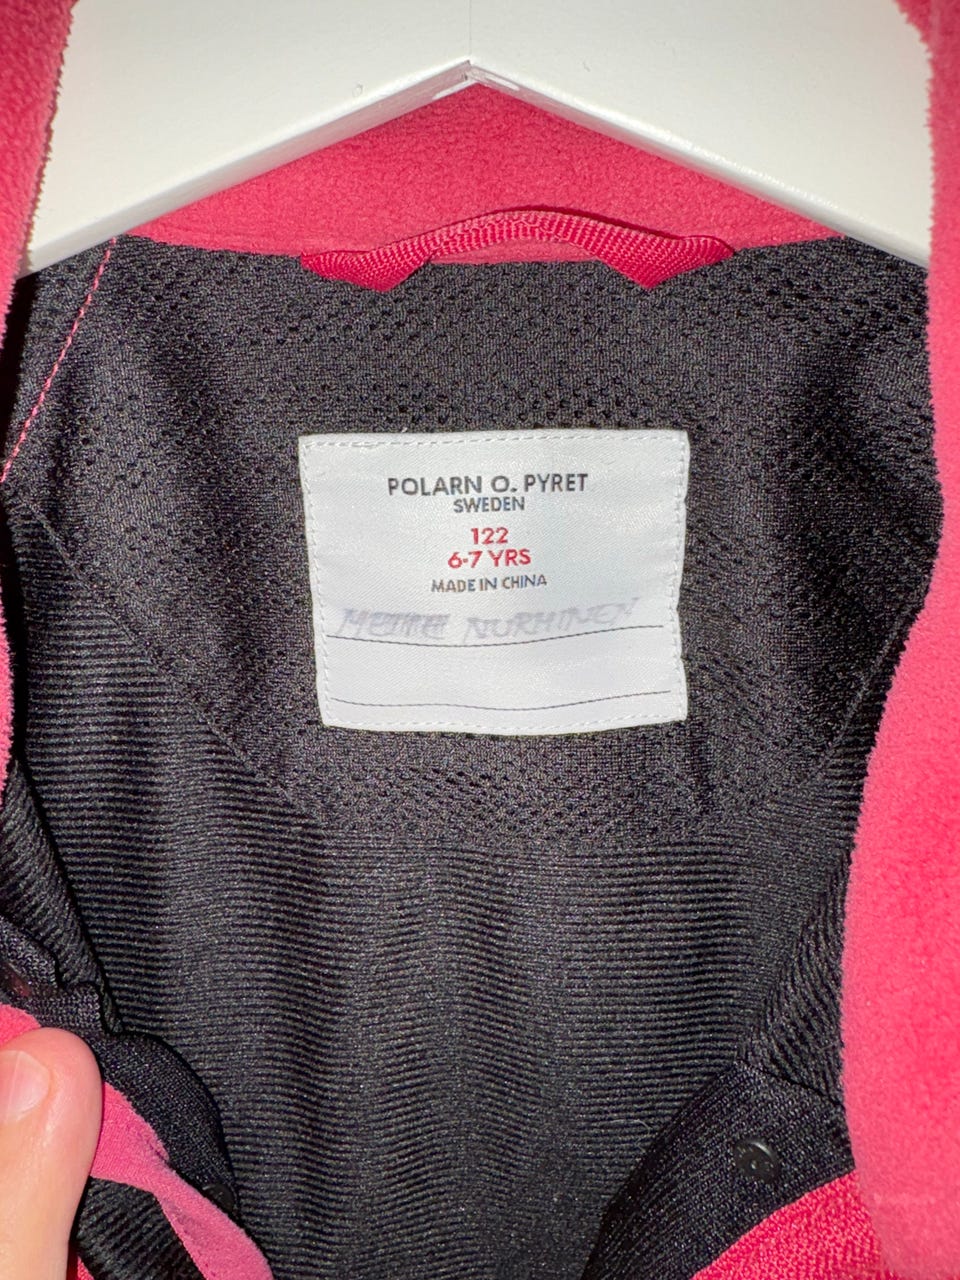 POLARN O. PYRET
SWEDEN
122
6-7 YRS
MADE IN CHINA